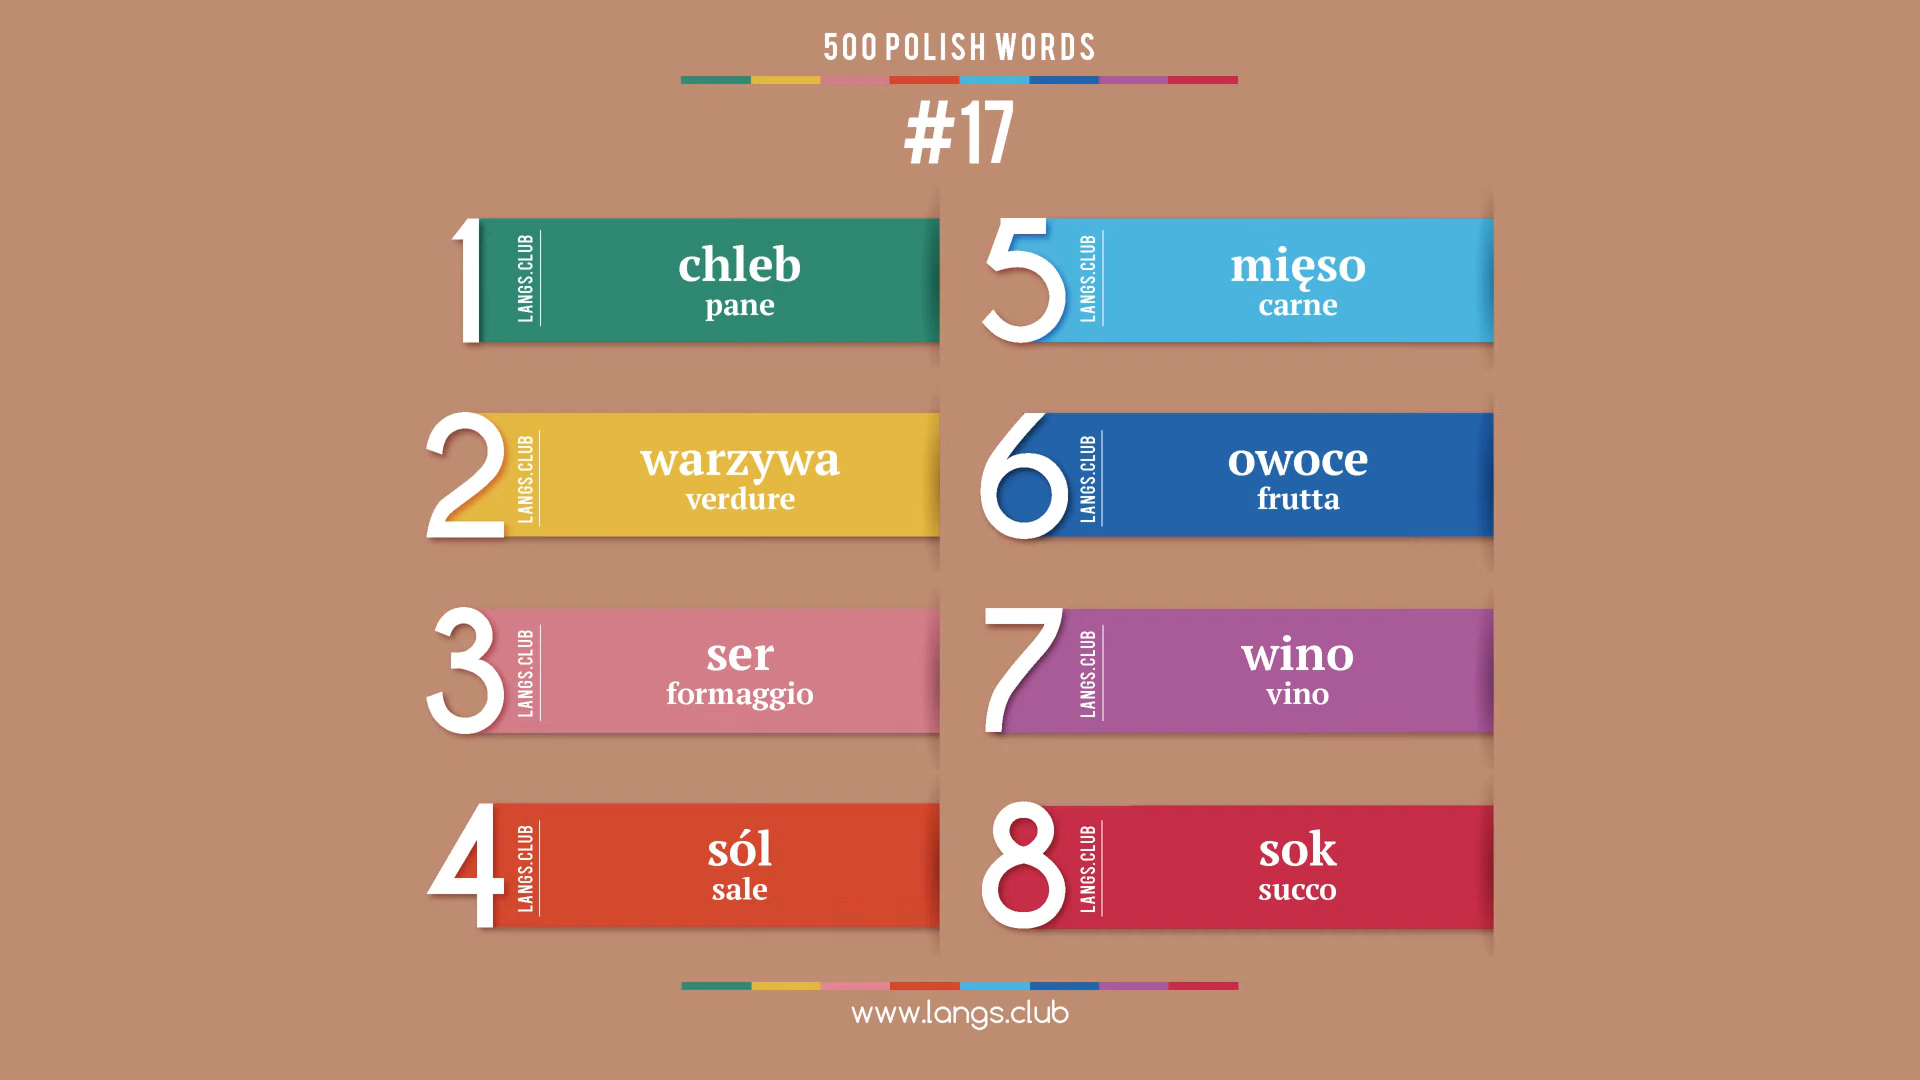 500 POLISH WORDS
#17
1
LANGS.CLUB
chleb
pane
2
LANGS.CLUB
warzywa
verdure
3
LANGS.CLUB
ser
formaggio
4
LANGS.CLUB
sól
sale
5
LANGS.CLUB
mięso
carne
6
LANGS.CLUB
owoce
frutta
7
LANGS.CLUB
wino
vino
8
LANGS.CLUB
sok
succo
www.langs.club